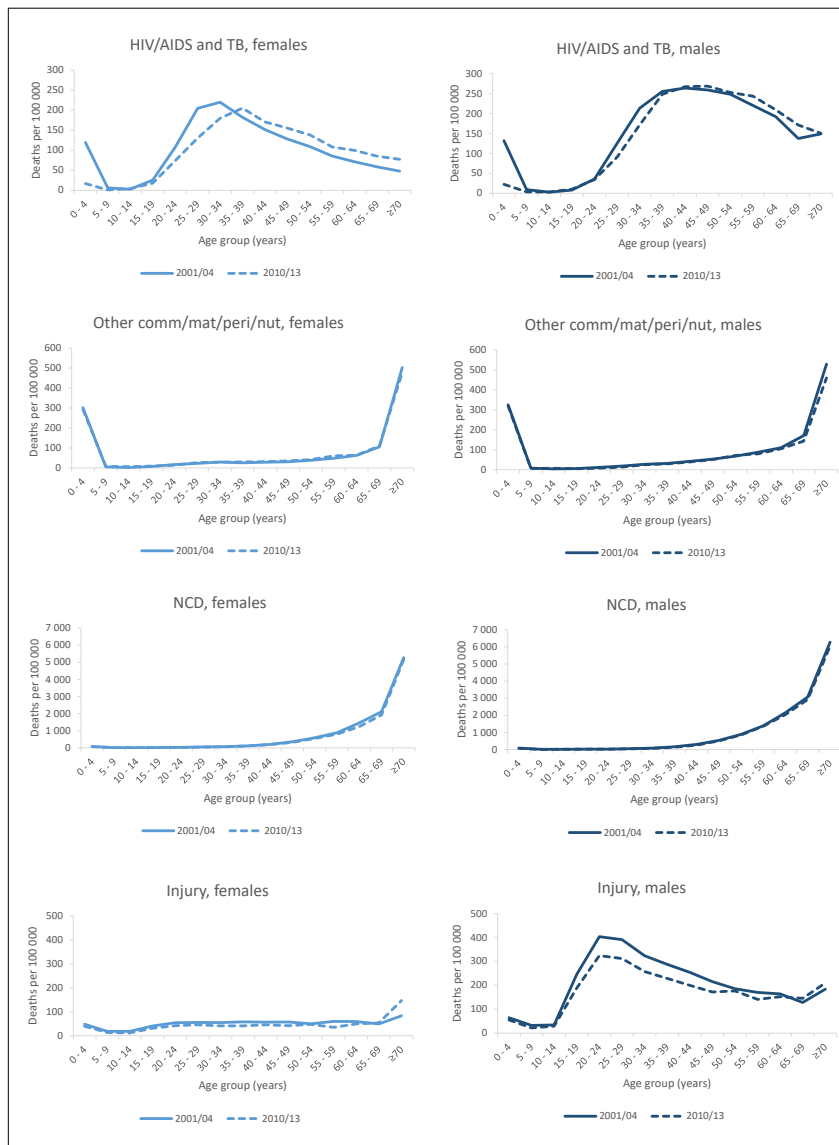 HIV/AIDS and TB, females
Deaths per 100 000
300
250
200
150
100
50
0
0 - 4
5 - 9
10 - 14
15 - 19
20 - 24
25 - 29
30 - 34
35 - 39
40 - 44
45 - 49
50 - 54
55 - 59
60 - 64
65 - 69
≥70
Age group (years)
2001/04 2010/13
HIV/AIDS and TB, males
Deaths per 100 000
300
250
200
150
100
50
0
0 - 4
5 - 9
10 - 14
15 - 19
20 - 24
25 - 29
30 - 34
35 - 39
40 - 44
45 - 49
50 - 54
55 - 59
60 - 64
65 - 69
≥70
Age group (years)
2001/04 2010/13
Other comm/mat/peri/nut, females
Deaths per 100 000
600
500
400
300
200
100
0
0 - 4
5 - 9
10 - 14
15 - 19
20 - 24
25 - 29
30 - 34
35 - 39
40 - 44
45 - 49
50 - 54
55 - 59
60 - 64
65 - 69
≥70
Age group (years)
2001/04 2010/13
Other comm/mat/peri/nut, males
Deaths per 100 000
600
500
400
300
200
100
0
0 - 4
5 - 9
10 - 14
15 - 19
20 - 24
25 - 29
30 - 34
35 - 39
40 - 44
45 - 49
50 - 54
55 - 59
60 - 64
65 - 69
≥70
Age group (years)
2001/04 2010/13
NCD, females
Deaths per 100 000
7 000
6 000
5 000
4 000
3 000
2 000
1 000
0
0 - 4
5 - 9
10 - 14
15 - 19
20 - 24
25 - 29
30 - 34
35 - 39
40 - 44
45 - 49
50 - 54
55 - 59
60 - 64
65 - 69
≥70
Age group (years)
2001/04 2010/13
NCD, males
Deaths per 100 000
7 000
6 000
5 000
4 000
3 000
2 000
1 000
0
0 - 4
5 - 9
10 - 14
15 - 19
20 - 24
25 - 29
30 - 34
35 - 39
40 - 44
45 - 49
50 - 54
55 - 59
60 - 64
65 - 69
≥70
Age group (years)
2001/04 2010/13
Injury, females
Deaths per 100 000
500
400
300
200
100
0
0 - 4
5 - 9
10 - 14
15 - 19
20 - 24
25 - 29
30 - 34
35 - 39
40 - 44
45 - 49
50 - 54
55 - 59
60 - 64
65 - 69
≥70
Age group (years)
2001/04 2010/13
Injury, males
Deaths per 100 000
500
400
300
200
100
0
0 - 4
5 - 9
10 - 14
15 - 19
20 - 24
25 - 29
30 - 34
35 - 39
40 - 44
45 - 49
50 - 54
55 - 59
60 - 64
65 - 69
≥70
Age group (years)
2001/04 2010/13